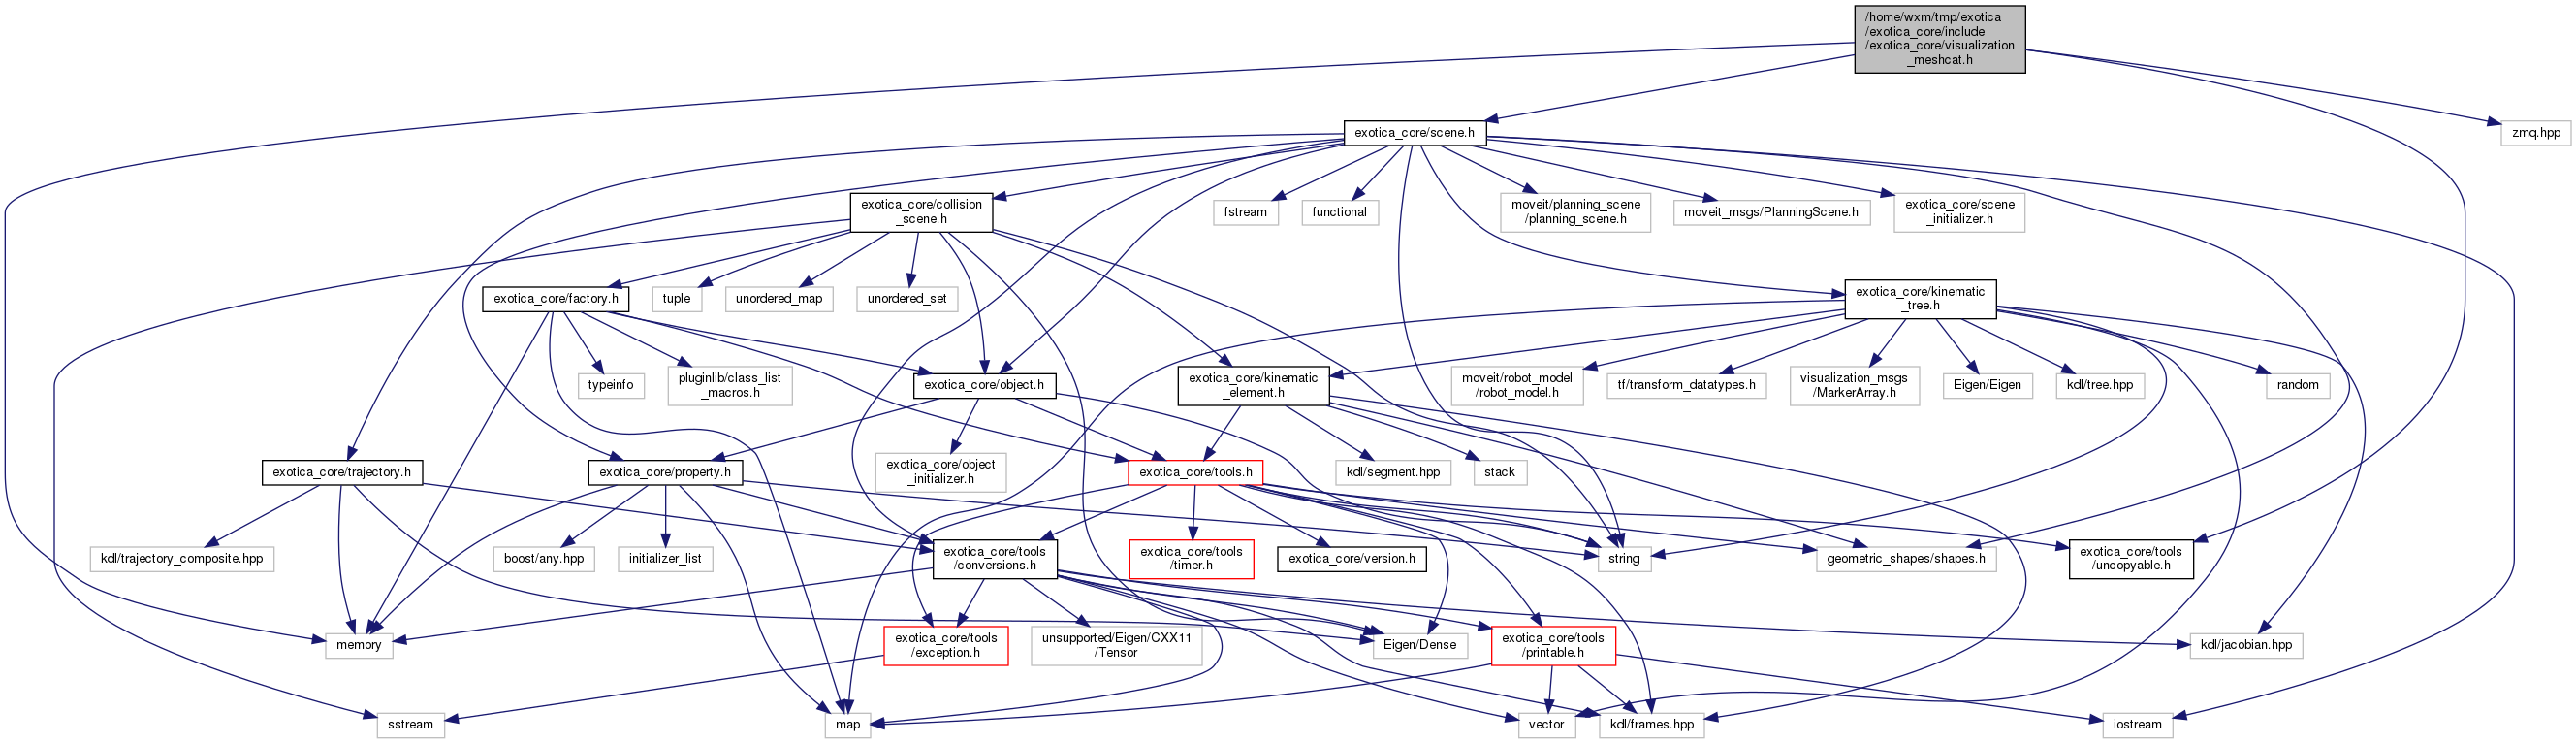 /home/wxm/tmp/exotica
/exotica_core/include
/exotica_core/visualization
_meshcat.h
exotica_core/scene.h
zmq.hpp
exotica_core/collision
_scene.h
fstream
functional
moveit/planning_scene
/planning_scene.h
moveit_msgs/PlanningScene.h
exotica_core/scene
_initializer.h
exotica_core/factory.h
tuple
unordered_map
unordered_set
exotica_core/kinematic
_tree.h
typeinfo
pluginlib/class_list
_macros.h
exotica_core/object.h
exotica_core/kinematic
_element.h
moveit/robot_model
/robot_model.h
tf/transform_datatypes.h
visualization_msgs
/MarkerArray.h
Eigen/Eigen
kdl/tree.hpp
random
exotica_core/trajectory.h
exotica_core/property.h
exotica_core/object
_initializer.h
exotica_core/tools.h
kdl/segment.hpp
stack
kdl/trajectory_composite.hpp
boost/any.hpp
initializer_list
exotica_core/tools
/conversions.h
exotica_core/tools
/timer.h
exotica_core/version.h
string
geometric_shapes/shapes.h
exotica_core/tools
/uncopyable.h
memory
exotica_core/tools
/exception.h
unsupported/Eigen/CXX11
/Tensor
Eigen/Dense
exotica_core/tools
/printable.h
kdl/jacobian.hpp
sstream
map
vector
kdl/frames.hpp
iostream